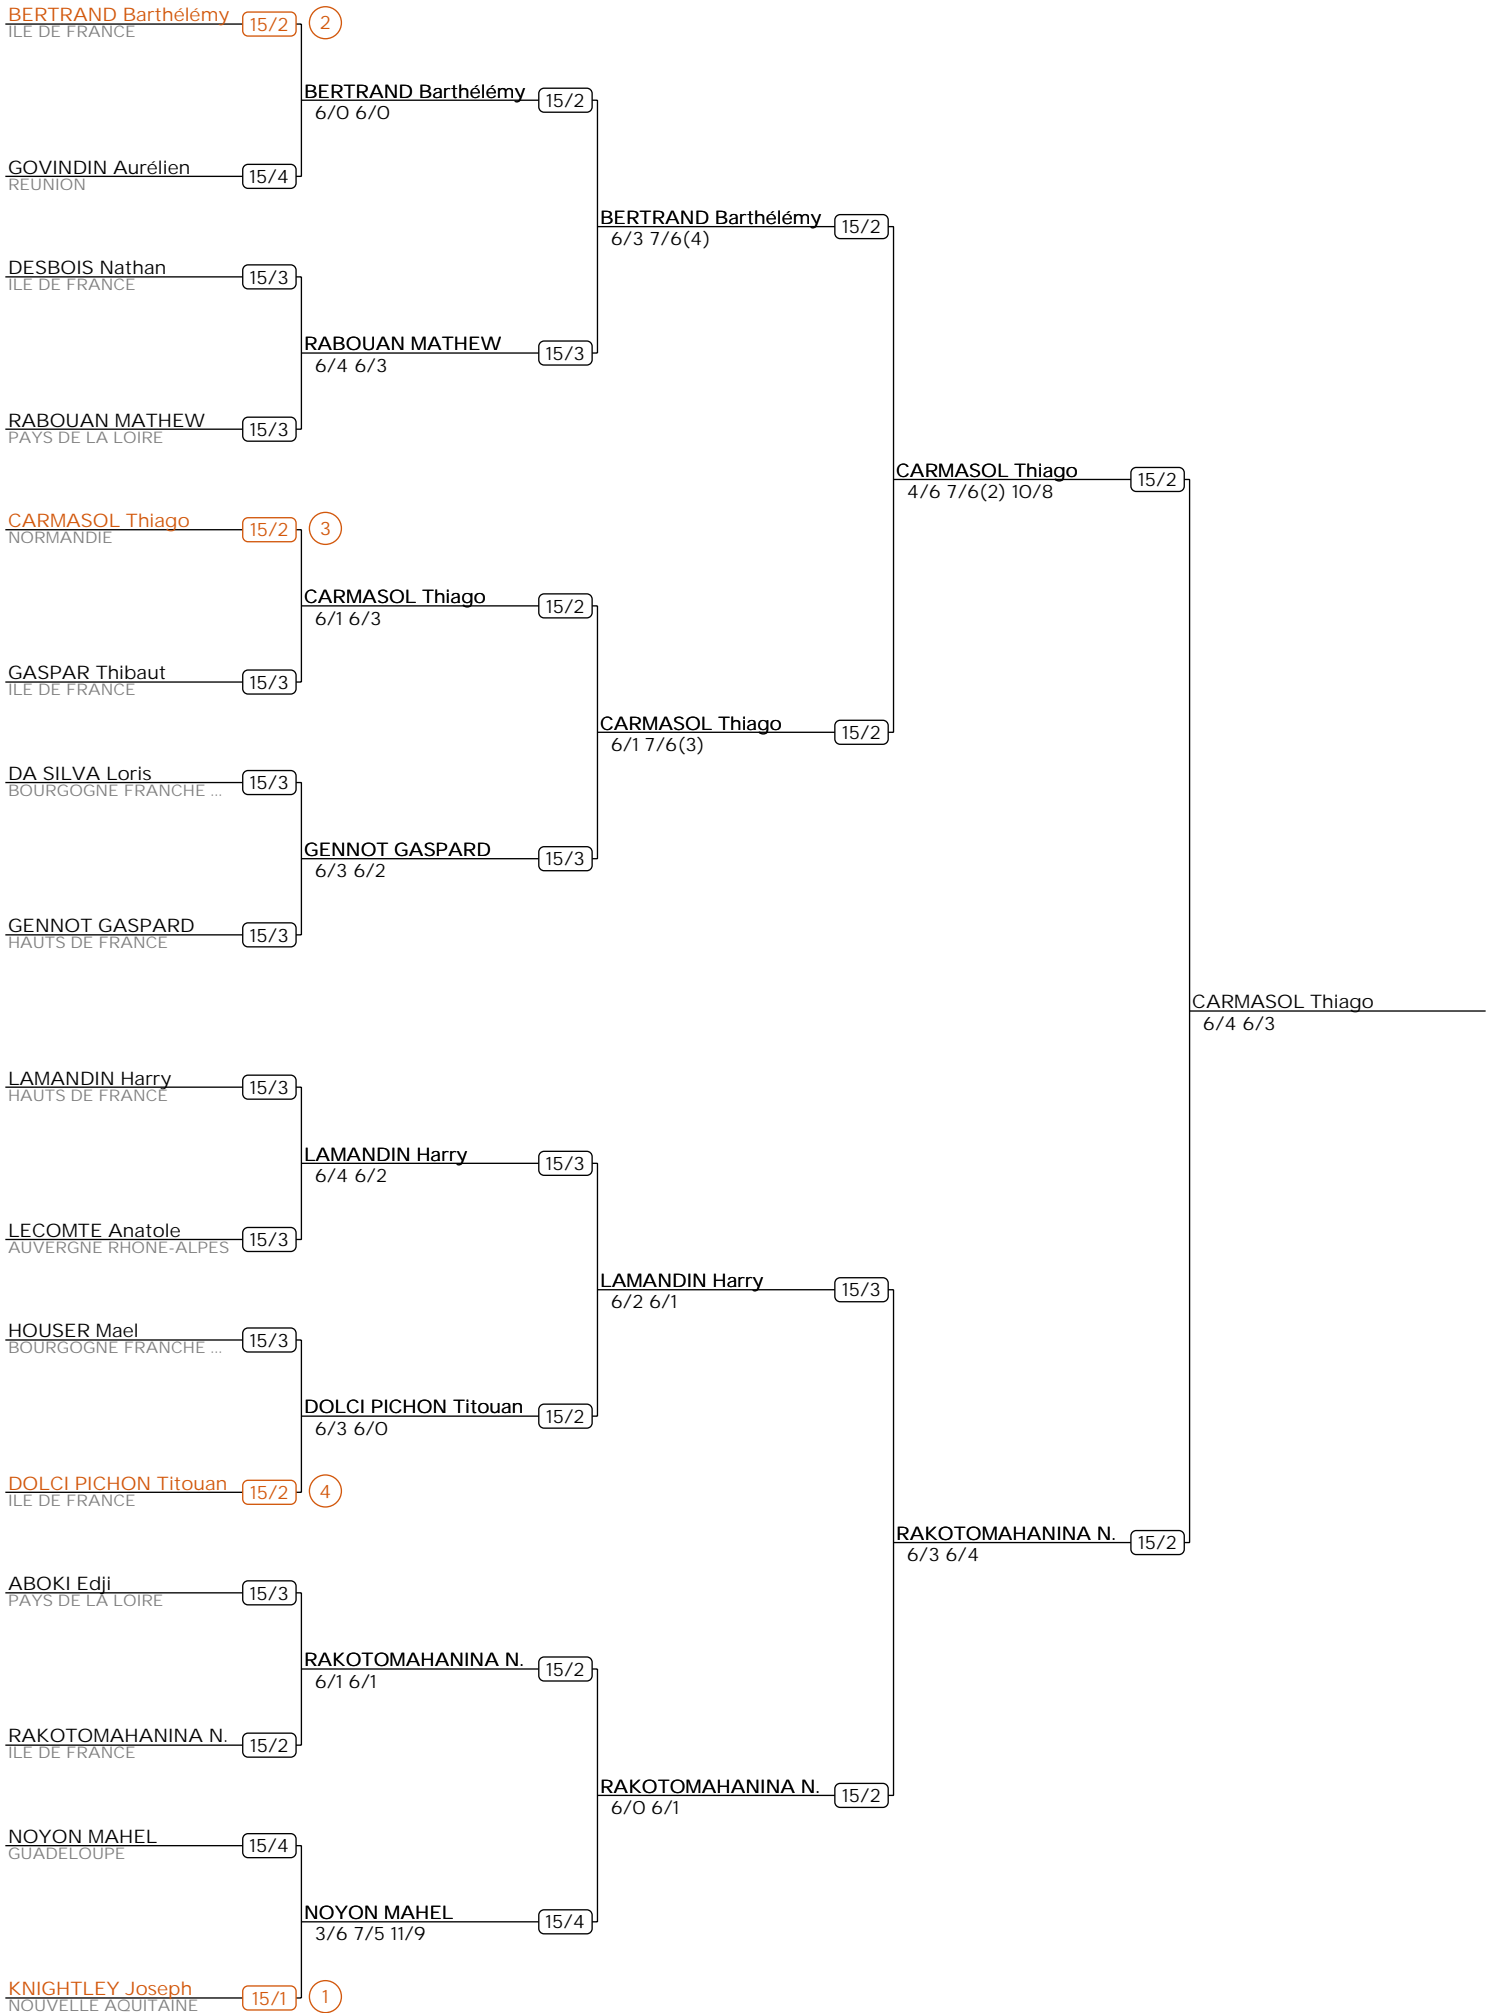 BERTRAND Barthélémy 15/2 2
ILE DE FRANCE
BERTRAND Barthélémy 15/2
6/0 6/0
GOVINDIN Aurélien 15/4
REUNION
BERTRAND Barthélémy 15/2
6/3 7/6(4)
DESBOIS Nathan 15/3
ILE DE FRANCE
RABOUAN MATHEW 15/3
6/4 6/3
RABOUAN MATHEW 15/3
PAYS DE LA LOIRE
CARMASOL Thiago 15/2
4/6 7/6(2) 10/8
CARMASOL Thiago 15/2 3
NORMANDIE
CARMASOL Thiago 15/2
6/1 6/3
GASPAR Thibaut 15/3
ILE DE FRANCE
CARMASOL Thiago 15/2
6/1 7/6(3)
DA SILVA Loris 15/3
BOURGOGNE FRANCHE ...
GENNOT GASPARD 15/3
6/3 6/2
GENNOT GASPARD 15/3
HAUTS DE FRANCE
CARMASOL Thiago
6/4 6/3
LAMANDIN Harry 15/3
HAUTS DE FRANCE
LAMANDIN Harry 15/3
6/4 6/2
LECOMTE Anatole 15/3
AUVERGNE RHONE-ALPES
LAMANDIN Harry 15/3
6/2 6/1
HOUSER Mael 15/3
BOURGOGNE FRANCHE ...
DOLCI PICHON Titouan 15/2
6/3 6/0
DOLCI PICHON Titouan 15/2 4
ILE DE FRANCE
RAKOTOMAHANINA N. 15/2
6/3 6/4
ABOKI Edji 15/3
PAYS DE LA LOIRE
RAKOTOMAHANINA N. 15/2
6/1 6/1
RAKOTOMAHANINA N. 15/2
ILE DE FRANCE
RAKOTOMAHANINA N. 15/2
6/0 6/1
NOYON MAHEL 15/4
GUADELOUPE
NOYON MAHEL 15/4
3/6 7/5 11/9
KNIGHTLEY Joseph 15/1 1
NOUVELLE AQUITAINE